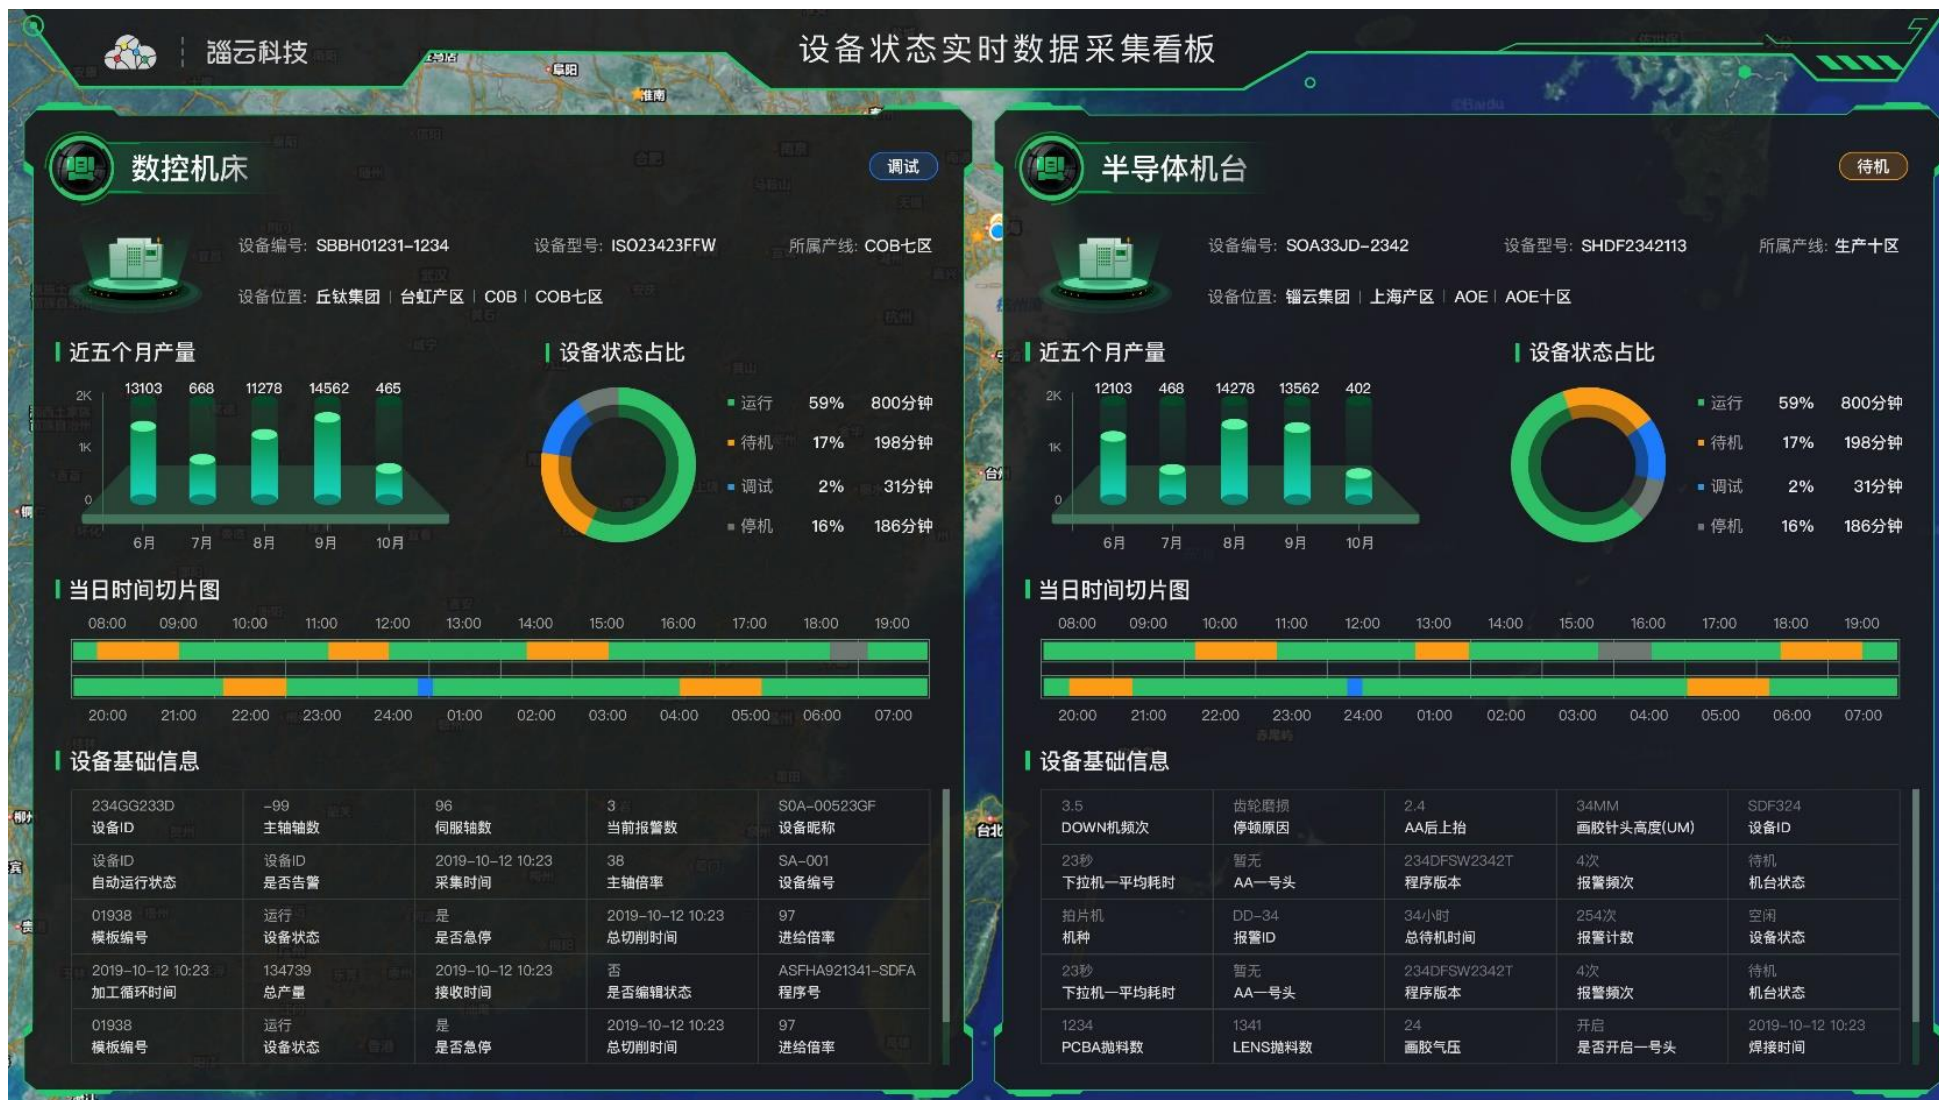 淄云科技
设备状态实时数据采集看板
阜阳
淮南
数控机床
调试
设备编号: SBBH01231-1234 设备型号: ISO23423FFW 所属产线: COB七区
设备位置: 丘钛集团 | 台虹产区 | COB | COB七区
近五个月产量
2K
1K
0
13103 668 11278 14562 465
6月 7月 8月 9月 10月
设备状态占比
运行 59% 800分钟
待机 17% 198分钟
调试 2% 31分钟
停机 16% 186分钟
当日时间切片图
08:00 09:00 10:00 11:00 12:00 13:00 14:00 15:00 16:00 17:00 18:00 19:00
20:00 21:00 22:00 23:00 24:00 01:00 02:00 03:00 04:00 05:00 06:00 07:00
设备基础信息
234GG233D -99 96 3 S0A-00523GF
设备ID 主轴轴数 伺服轴数 当前报警数 设备昵称
设备ID 设备ID 2019-10-12 10:23 38 SA-001
自动运行状态 是否告警 采集时间 主轴倍率 设备编号
01938 运行 是 2019-10-12 10:23 97
模板编号 设备状态 是否急停 总切削时间 进给倍率
2019-10-12 10:23 134739 2019-10-12 10:23 否 ASFHA921341-SDFA
加工循环时间 总产量 接收时间 是否编辑状态 程序号
01938 运行 是 2019-10-12 10:23 97
模板编号 设备状态 是否急停 总切削时间 进给倍率
半导体机台
待机
设备编号: SOA33JD-2342 设备型号: SHDF2342113 所属产线: 生产十区
设备位置: 锱云集团 | 上海产区 | AOE | AOE十区
近五个月产量
2K
1K
0
12103 468 14278 13562 402
6月 7月 8月 9月 10月
设备状态占比
运行 59% 800分钟
待机 17% 198分钟
调试 2% 31分钟
停机 16% 186分钟
当日时间切片图
08:00 09:00 10:00 11:00 12:00 13:00 14:00 15:00 16:00 17:00 18:00 19:00
20:00 21:00 22:00 23:00 24:00 01:00 02:00 03:00 04:00 05:00 06:00 07:00
设备基础信息
3.5 齿轮磨损 2.4 34MM SDF324
DOWN机频次 停顿原因 AA后上抬 画胶针头高度(UM) 设备ID
23秒 暂无 234DFSW2342T 4次 待机
下拉机一平均耗时 AA一号头 程序版本 报警频次 机台状态
拍片机 DD-34 34小时 254次 空闲
机种 报警ID 总待机时间 报警计数 设备状态
23秒 暂无 234DFSW2342T 4次 待机
下拉机一平均耗时 AA一号头 程序版本 报警频次 机台状态
1234 1341 24 开启 2019-10-12 10:23
PCBA抛料数 LENS抛料数 画胶气压 是否开启一号头 焊接时间
台州
台北